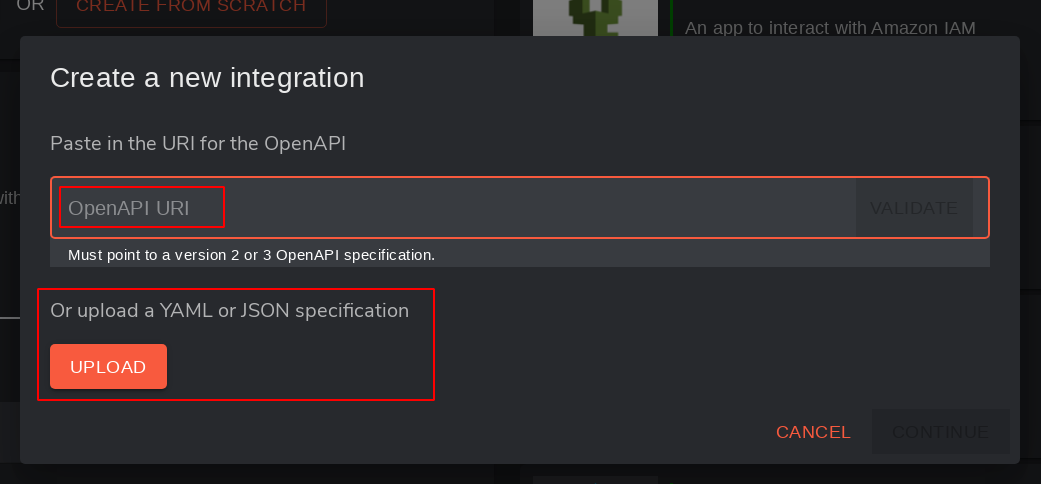 OR CREATE FROM SCRATCH
An app to interact with Amazon IAM
Create a new integration
Paste in the URI for the OpenAPI
with
OpenAPI URI VALIDATE
Must point to a version 2 or 3 OpenAPI specification.
Or upload a YAML or JSON specification
UPLOAD
CANCEL CONTINUE